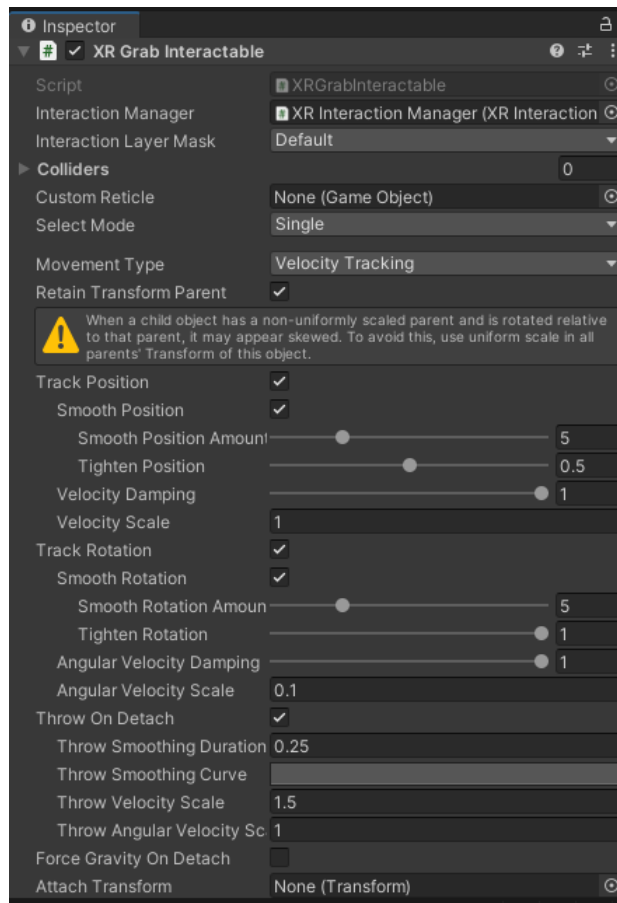 Inspector
XR Grab Interactable
Script XRGrabInteractable
Interaction Manager XR Interaction Manager (XR Interaction
Interaction Layer Mask Default
Colliders 0
Custom Reticle None (Game Object)
Select Mode Single
Movement Type Velocity Tracking
Retain Transform Parent
When a child object has a non-uniformly scaled parent and is rotated relative
to that parent, it may appear skewed. To avoid this, use uniform scale in all
parents' Transform of this object.
Track Position
Smooth Position
Smooth Position Amount 5
Tighten Position 0.5
Velocity Damping 1
Velocity Scale 1
Track Rotation
Smooth Rotation
Smooth Rotation Amoun 5
Tighten Rotation 1
Angular Velocity Damping 1
Angular Velocity Scale 0.1
Throw On Detach
Throw Smoothing Duration 0.25
Throw Smoothing Curve
Throw Velocity Scale 1.5
Throw Angular Velocity Sc 1
Force Gravity On Detach
Attach Transform None (Transform)